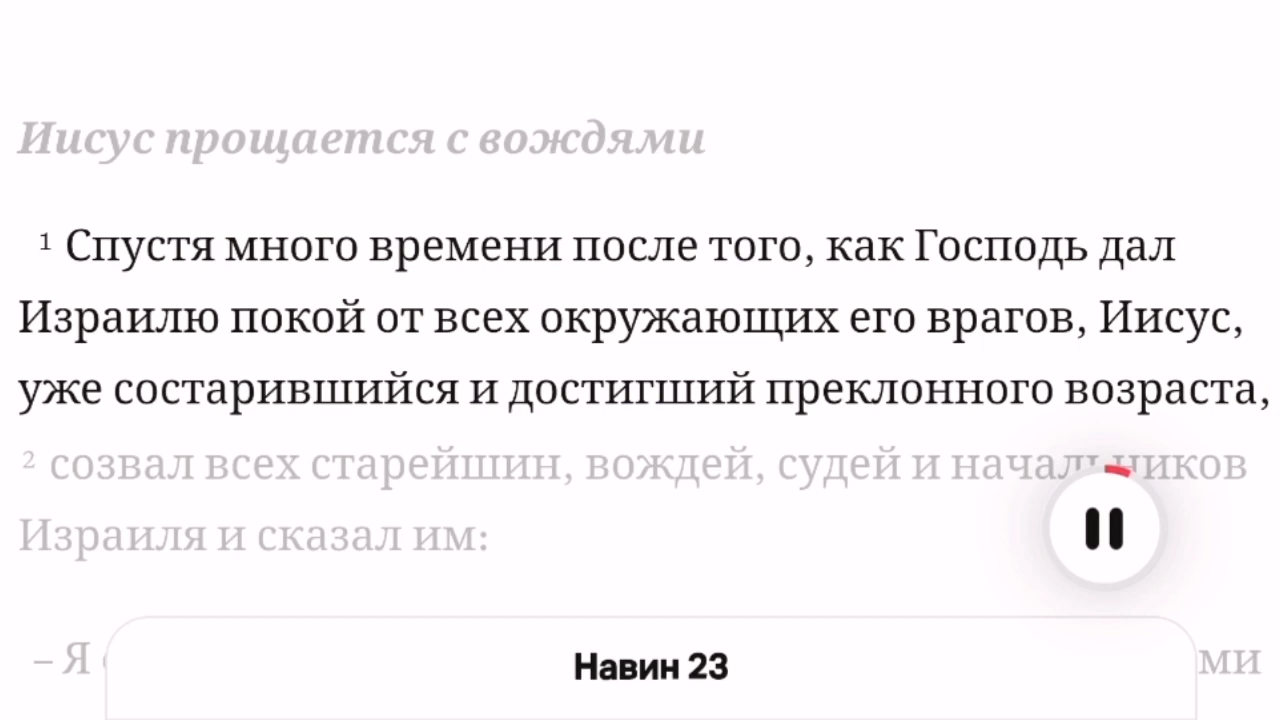 Иисус прощается с вождями
1 Спустя много времени после того, как Господь дал
Израилю покой от всех окружающих его врагов, Иисус,
уже состарившийся и достигший преклонного возраста,
2 созвал всех старейшин, вождей, судей и начальников
Израиля и сказал им:
– Я
Навин 23